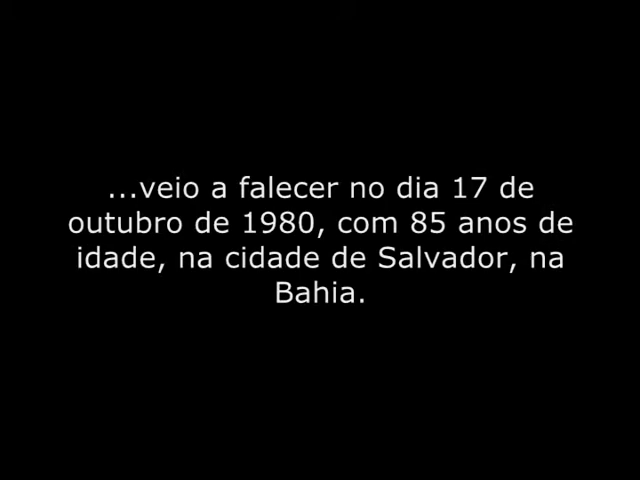 ...veio a falecer no dia 17 de
outubro de 1980, com 85 anos de
idade, na cidade de Salvador, na
Bahia.